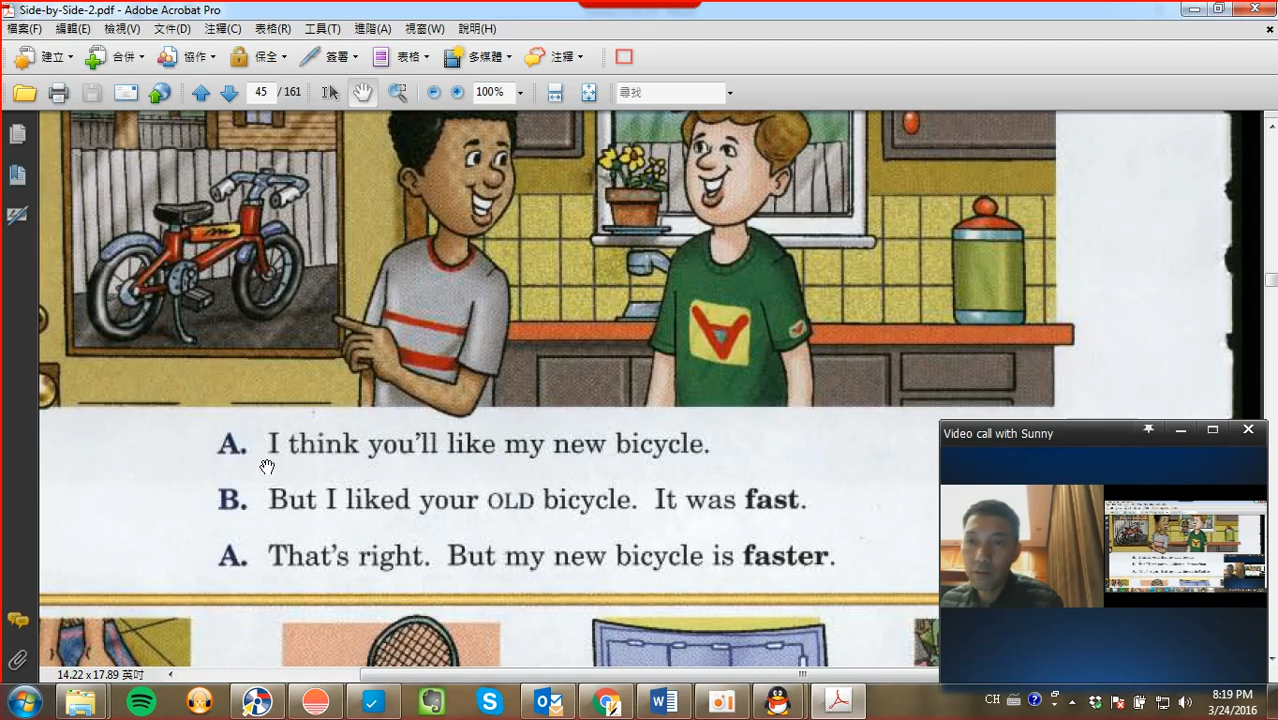 Side-by-Side-2.pdf - Adobe Acrobat Pro
檔案(F) 編輯(E) 檢視(V) 文件(D) 注釋(C) 表格(R) 工具(T) 進階(A) 視窗(W) 說明(H)
建立 合併 協作 保全 簽署 表格 多媒體 注釋
45 / 161 100% 尋找
A. I think you'll like my new bicycle.
B. But I liked your OLD bicycle. It was fast.
A. That's right. But my new bicycle is faster.
Video call with Sunny
14.22 x 17.89 英吋
CH
8:19 PM
3/24/2016